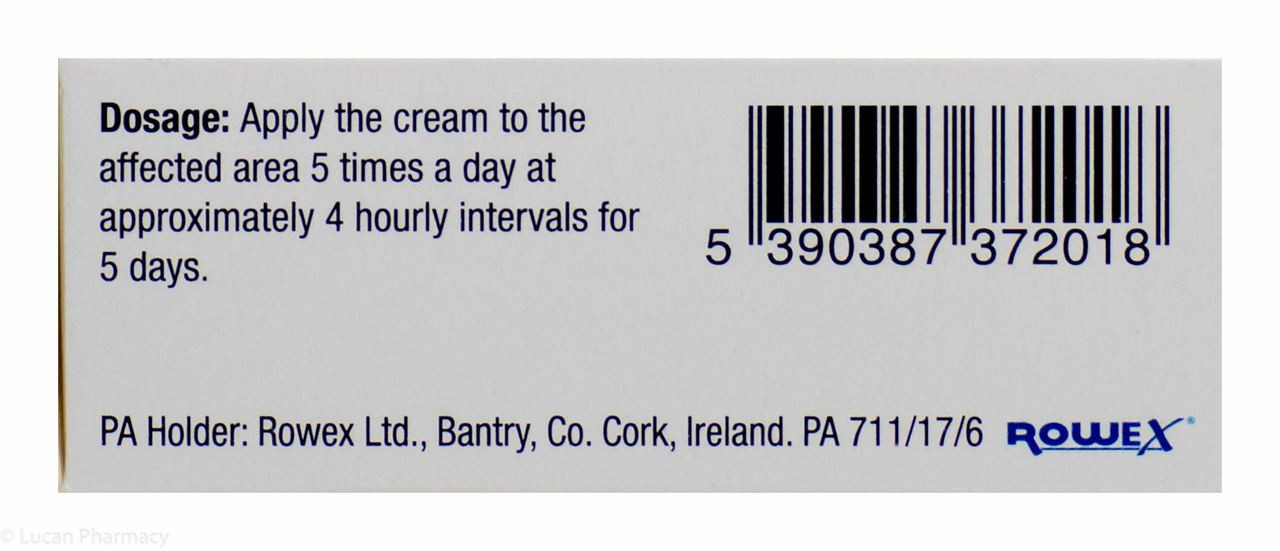 Dosage: Apply the cream to the
affected area 5 times a day at
approximately 4 hourly intervals for
5 days.
5 390387 372018
PA Holder: Rowex Ltd., Bantry, Co. Cork, Ireland. PA 711/17/6 ROWEX®
© Lucan Pharmacy